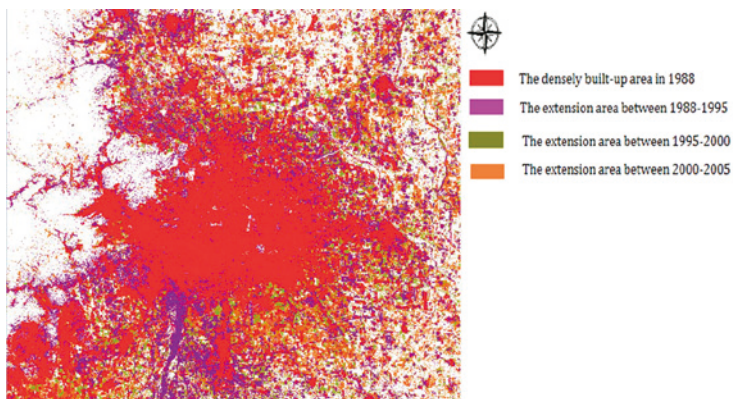 The densely built-up area in 1988
The extension area between 1988-1995
The extension area between 1995-2000
The extension area between 2000-2005